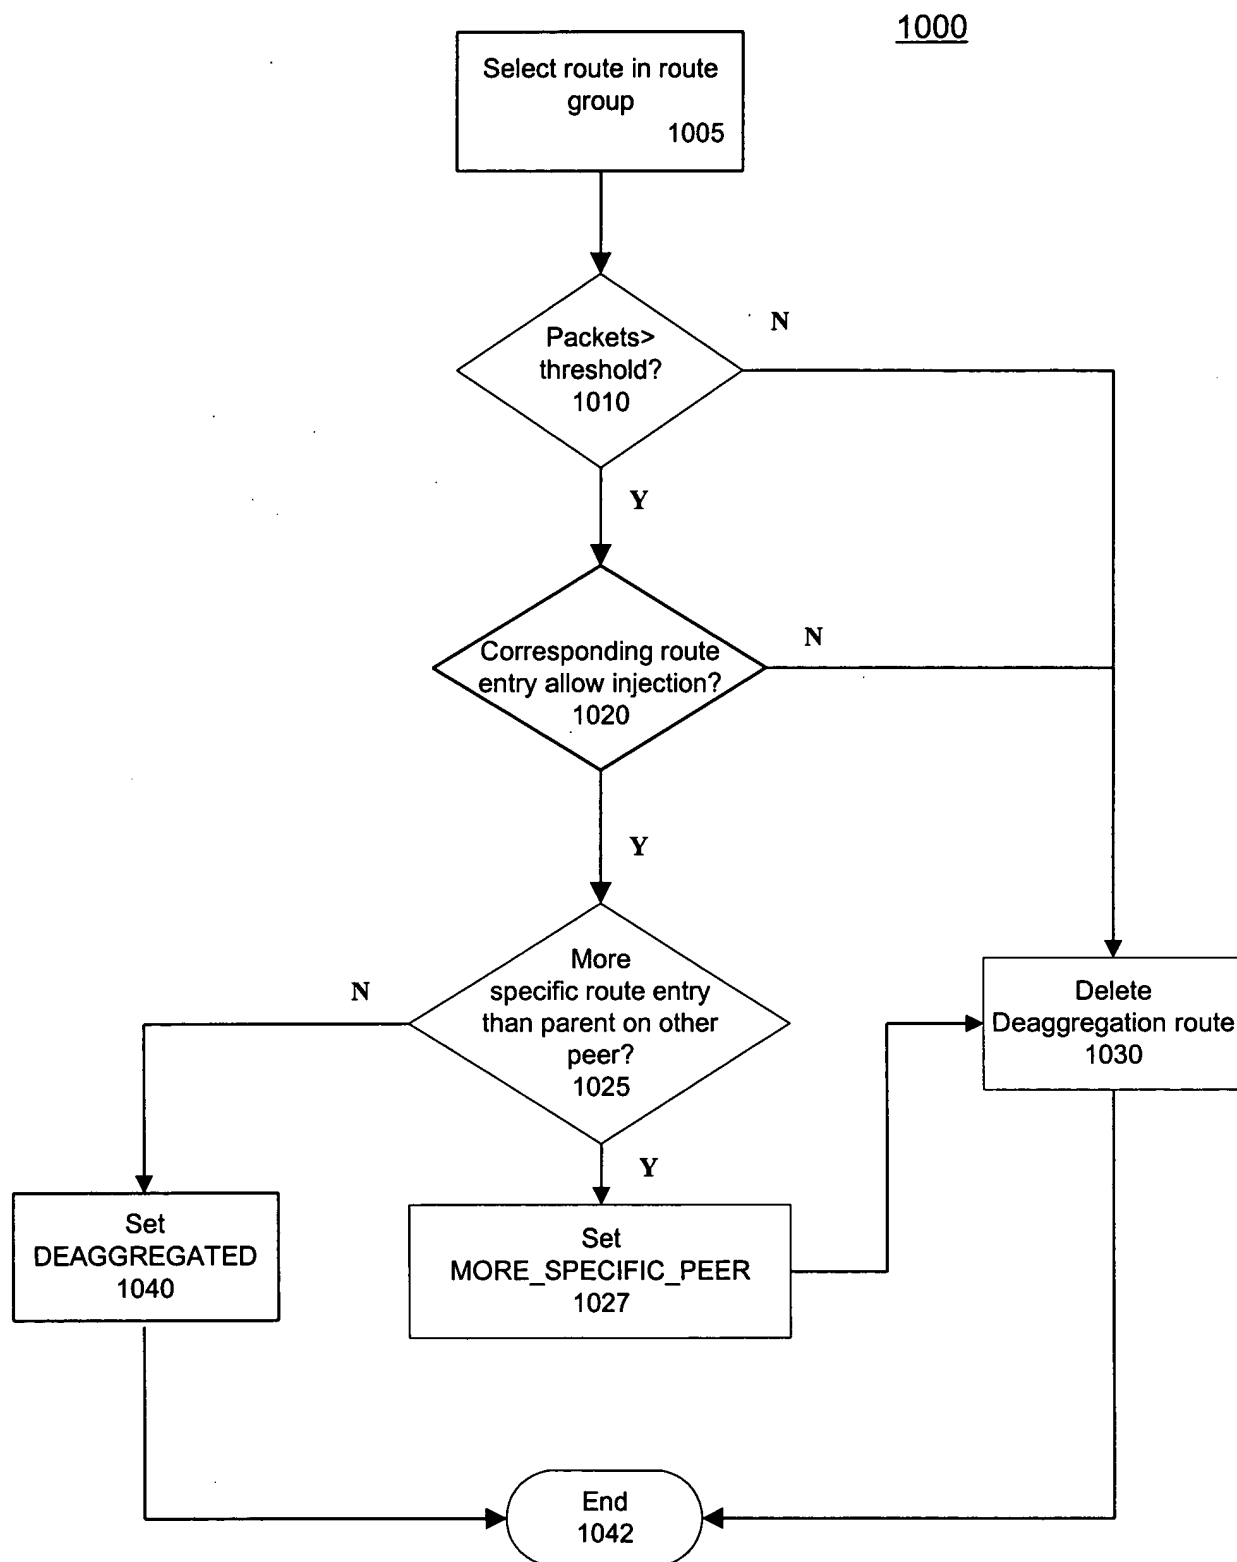 1000
Select route in route
group
1005
Packets>
threshold?
1010
N
Y
Corresponding route
entry allow injection?
1020
N
Y
More
specific route entry
than parent on other
peer?
1025
N
Y
Delete
Deaggregation route
1030
Set
DEAGGREGATED
1040
Set
MORE_SPECIFIC_PEER
1027
End
1042